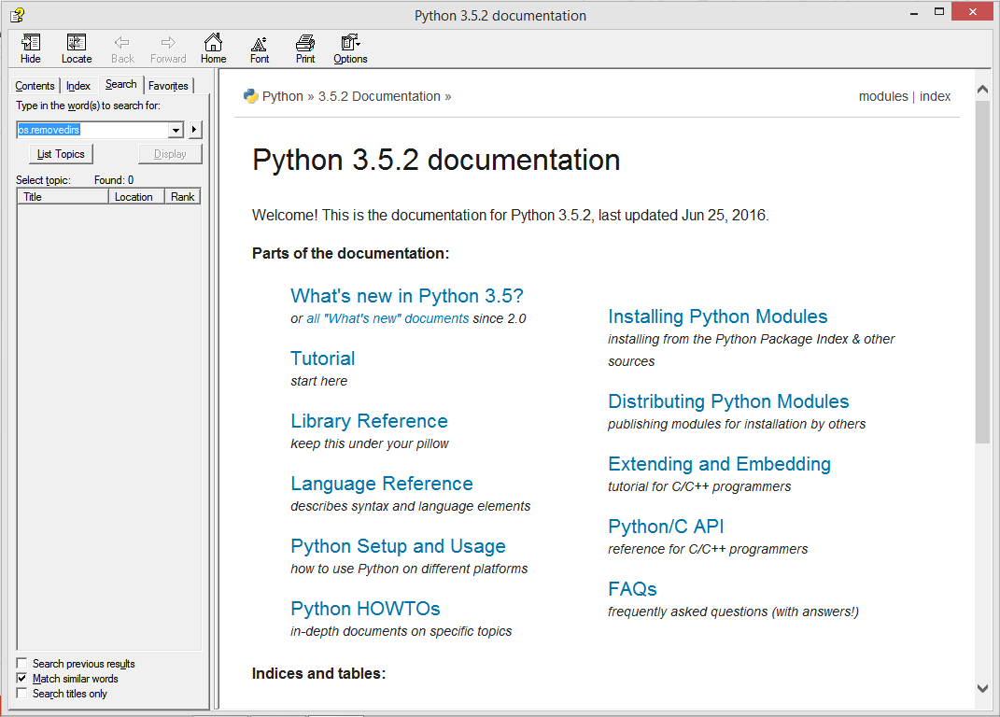 Python 3.5.2 documentation
Hide Locate Back Forward Home Font Print Options
Contents Index Search Favorites
Type in the word(s) to search for:
os.removedirs
List Topics Display
Select topic: Found: 0
Title Location Rank
Search previous results
Match similar words
Search titles only
Python » 3.5.2 Documentation »
modules | index
Python 3.5.2 documentation
Welcome! This is the documentation for Python 3.5.2, last updated Jun 25, 2016.
Parts of the documentation:
What's new in Python 3.5?
or all "What's new" documents since 2.0
Tutorial
start here
Library Reference
keep this under your pillow
Language Reference
describes syntax and language elements
Python Setup and Usage
how to use Python on different platforms
Python HOWTOs
in-depth documents on specific topics
Installing Python Modules
installing from the Python Package Index & other
sources
Distributing Python Modules
publishing modules for installation by others
Extending and Embedding
tutorial for C/C++ programmers
Python/C API
reference for C/C++ programmers
FAQs
frequently asked questions (with answers!)
Indices and tables: